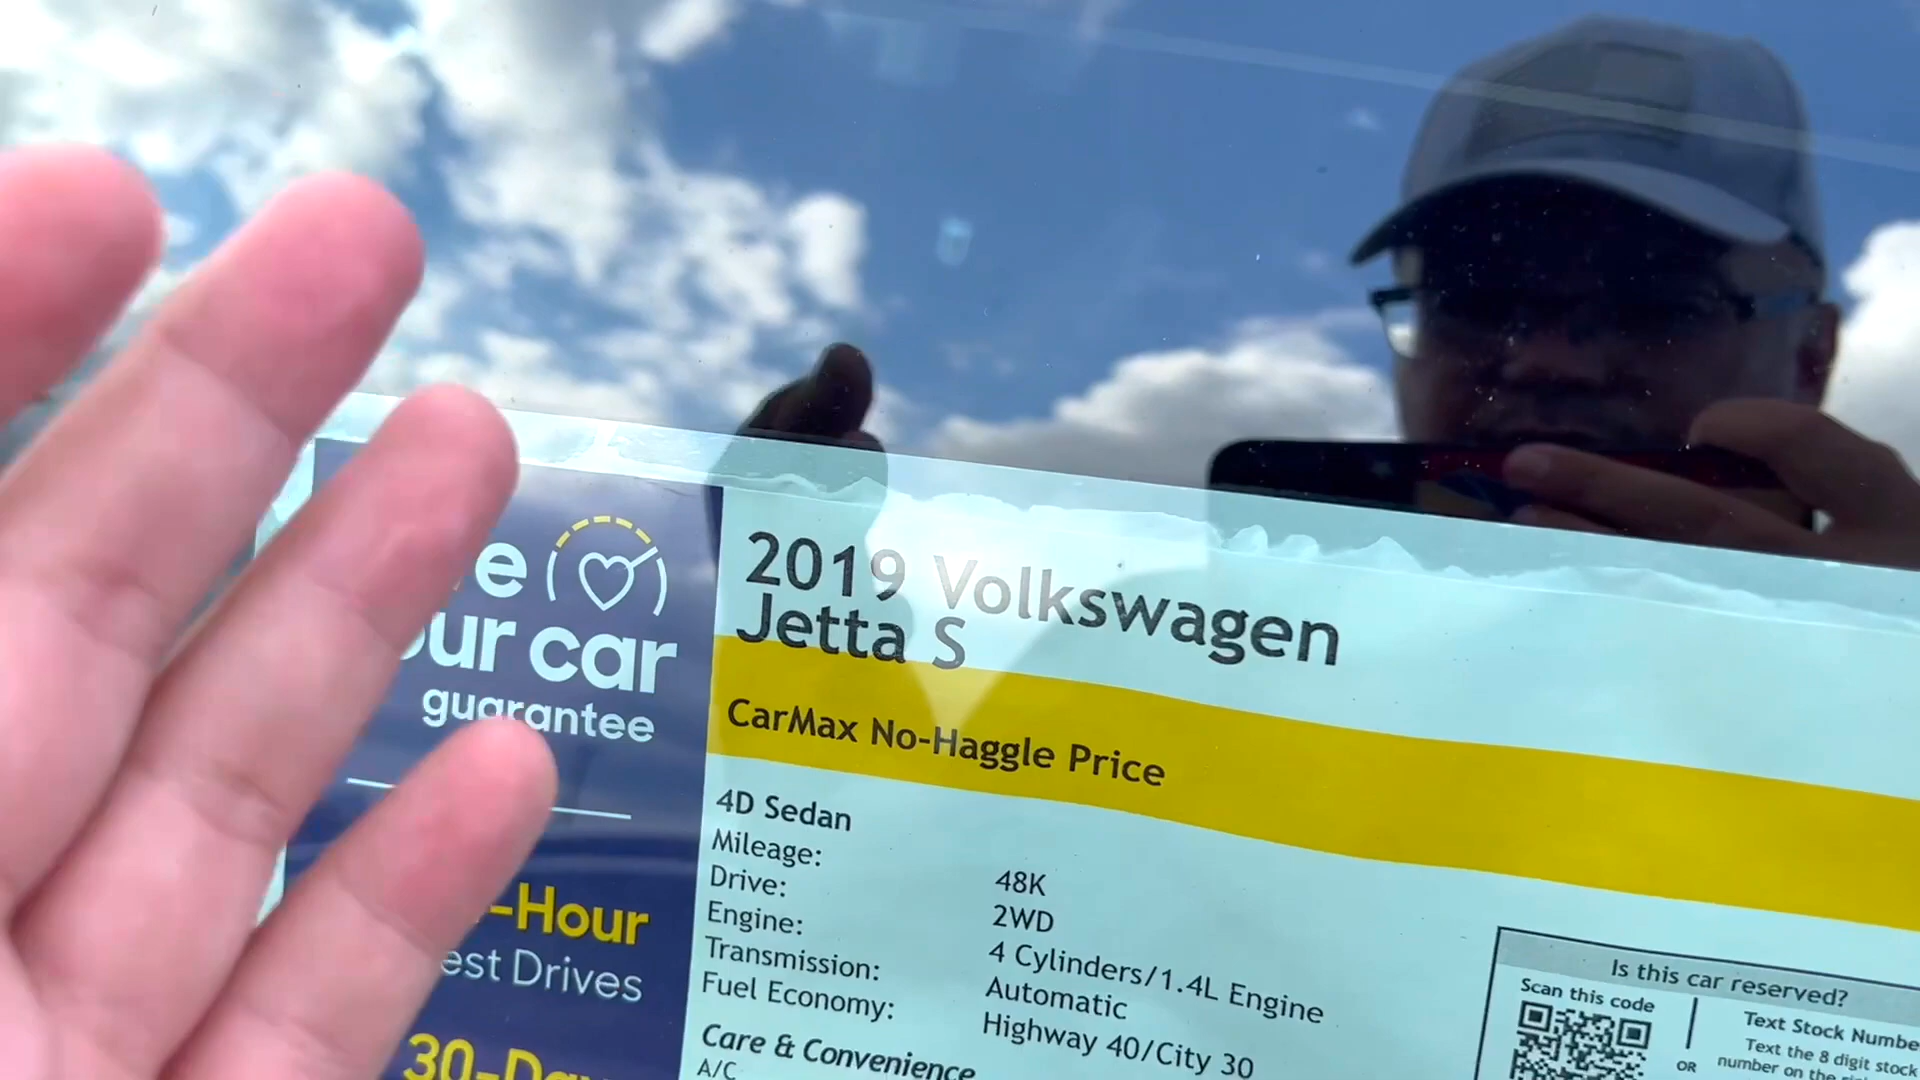 e
our car
guarantee
-Hour
est Drives
30-Day
2019 Volkswagen
Jetta S
CarMax No-Haggle Price
4D Sedan
Mileage: 48K
Drive: 2WD
Engine: 4 Cylinders/1.4L Engine
Transmission: Automatic
Fuel Economy: Highway 40/City 30
Care & Convenience
A/C
Is this car reserved?
Scan this code
OR
Text Stock Numbe
Text the 8 digit stock
number on the